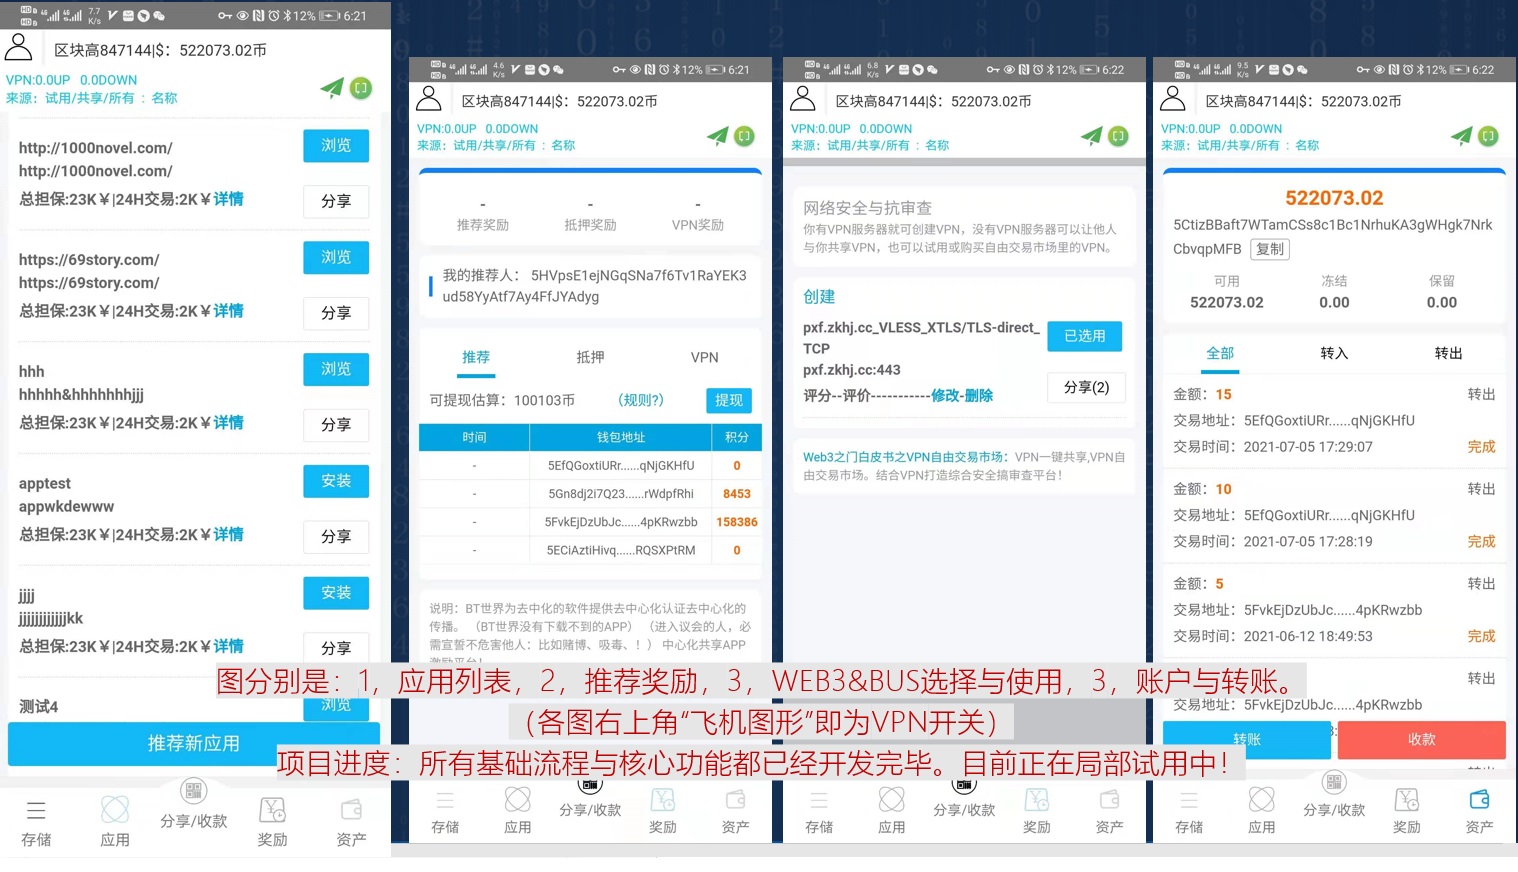 7.7 K/s 12% 6:21
区块高847144|$：522073.02币
VPN:0.0UP 0.0DOWN
来源：试用/共享/所有 ：名称
http://1000novel.com/
http://1000novel.com/
总担保:23K￥|24H交易:2K￥详情
浏览
分享
https://69story.com/
https://69story.com/
总担保:23K￥|24H交易:2K￥详情
浏览
分享
hhh
hhhhh&hhhhhhhjjj
总担保:23K￥|24H交易:2K￥详情
浏览
分享
apptest
appwkdewww
总担保:23K￥|24H交易:2K￥详情
安装
分享
jjjj
jjjjjjjjjjjjkk
总担保:23K￥|24H交易:2K￥详情
安装
分享
测试4
浏览
推荐新应用
存储
应用
分享/收款
奖励
资产
4.6 K/s 12% 6:21
区块高847144|$：522073.02币
VPN:0.0UP 0.0DOWN
来源：试用/共享/所有 ：名称
- - -
推荐奖励 抵押奖励 VPN奖励
我的推荐人： 5HVpsE1ejNGqSNa7f6Tv1RaYEK3
ud58YyAtf7Ay4FfJYAdyg
推荐 抵押 VPN
可提现估算：100103币 （规则?） 提现
时间 钱包地址 积分
- 5EfQGoxtiURr......qNjGKHfU 0
- 5Gn8dj2i7Q23......rWdpfRhi 8453
- 5FvkEjDzUbJc......4pKRwzbb 158386
- 5ECiAztiHivq......RQSXPtRM 0
说明：BT世界为去中化的软件提供去中心化认证去中心化的
传播。 （BT世界没有下载不到的APP） （进入议会的人，必
需宣誓不危害他人：比如赌博、吸毒、！）中心化共享APP
激励平台！
存储
应用
分享/收款
奖励
资产
6.8 K/s 12% 6:22
区块高847144|$：522073.02币
VPN:0.0UP 0.0DOWN
来源：试用/共享/所有 ：名称
网络安全与抗审查
你有VPN服务器就可创建VPN，没有VPN服务器可以让他人
与你共享VPN，也可以试用或购买自由交易市场里的VPN。
创建
pxf.zkhj.cc_VLESS_XTLS/TLS-direct_
TCP
pxf.zkhj.cc:443
评分--评价-----------修改-删除
已选用
分享(2)
Web3之门白皮书之VPN自由交易市场：VPN一键共享,VPN自
由交易市场。结合VPN打造综合安全搞审查平台！
存储
应用
分享/收款
奖励
资产
9.5 K/s 12% 6:22
区块高847144|$：522073.02币
VPN:0.0UP 0.0DOWN
来源：试用/共享/所有 ：名称
522073.02
5CtizBBaft7WTamCSs8c1Bc1NrhuKA3gWHgk7Nrk
CbvqpMFB 复制
可用 冻结 保留
522073.02 0.00 0.00
全部 转入 转出
金额：15 转出
交易地址：5EfQGoxtiURr......qNjGKHfU
交易时间：2021-07-05 17:29:07 完成
金额：10 转出
交易地址：5EfQGoxtiURr......qNjGKHfU
交易时间：2021-07-05 17:28:19 完成
金额：5 转出
交易地址：5FvkEjDzUbJc......4pKRwzbb
交易时间：2021-06-12 18:49:53 完成
转出
交易地址：5FvkEjDzUbJc......4pKRwzbb
转账 收款
存储
应用
分享/收款
奖励
资产
图分别是：1，应用列表，2，推荐奖励，3，WEB3&BUS选择与使用，3，账户与转账。
（各图右上角“飞机图形”即为VPN开关）
项目进度：所有基础流程与核心功能都已经开发完毕。目前正在局部试用中！